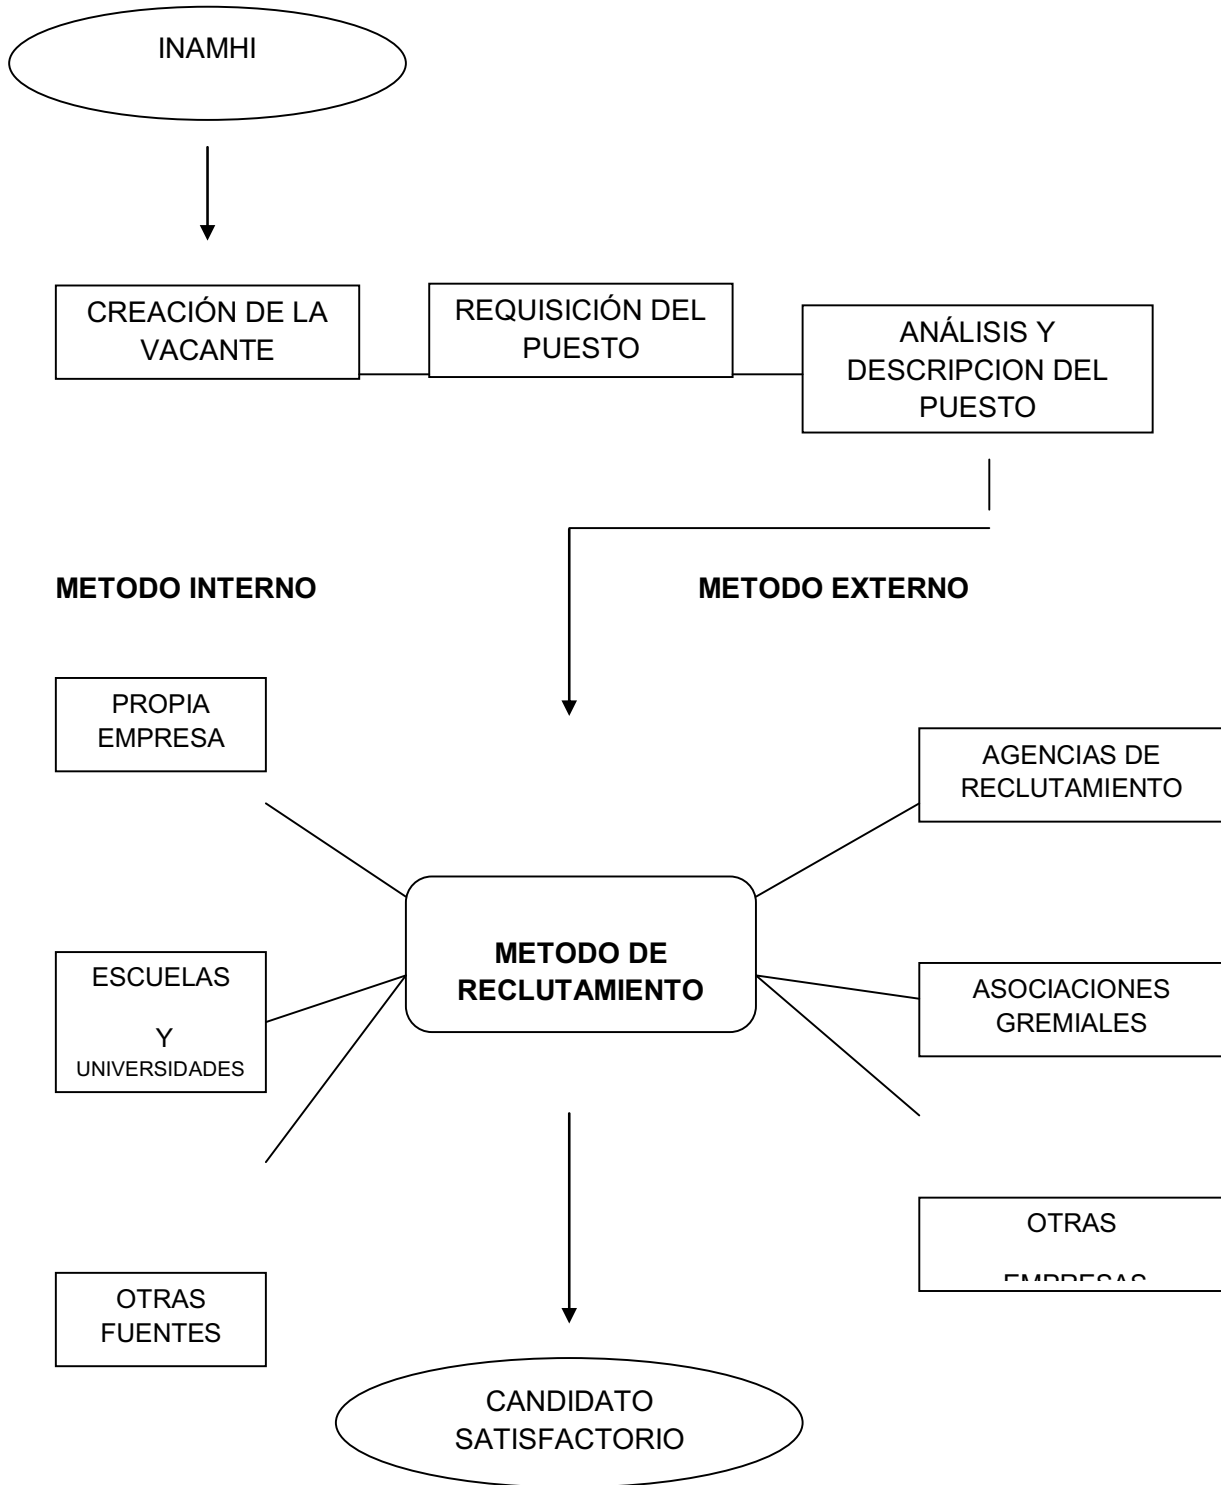 INAMHI
CREACIÓN DE LA
VACANTE
REQUISICIÓN DEL
PUESTO
ANÁLISIS Y
DESCRIPCION DEL
PUESTO
METODO INTERNO
METODO EXTERNO
PROPIA
EMPRESA
AGENCIAS DE
RECLUTAMIENTO
METODO DE
RECLUTAMIENTO
ESCUELAS
Y
UNIVERSIDADES
ASOCIACIONES
GREMIALES
OTRAS
EMPRESAS
OTRAS
FUENTES
CANDIDATO
SATISFACTORIO